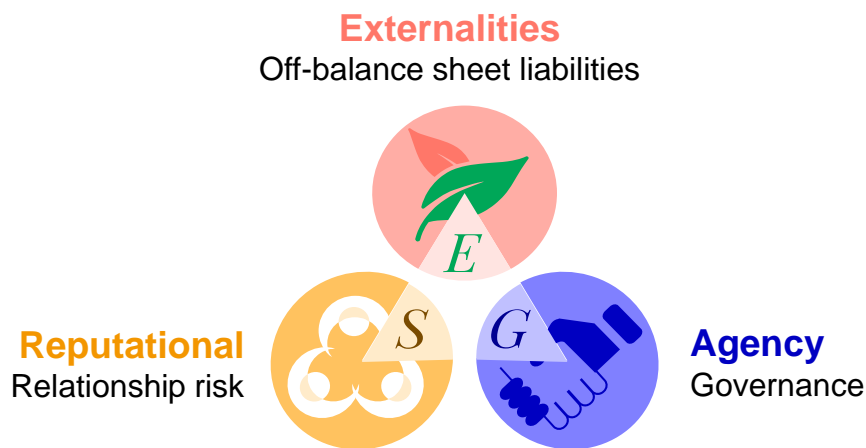 Externalities
Off-balance sheet liabilities
E
S
G
Reputational
Relationship risk
Agency
Governance